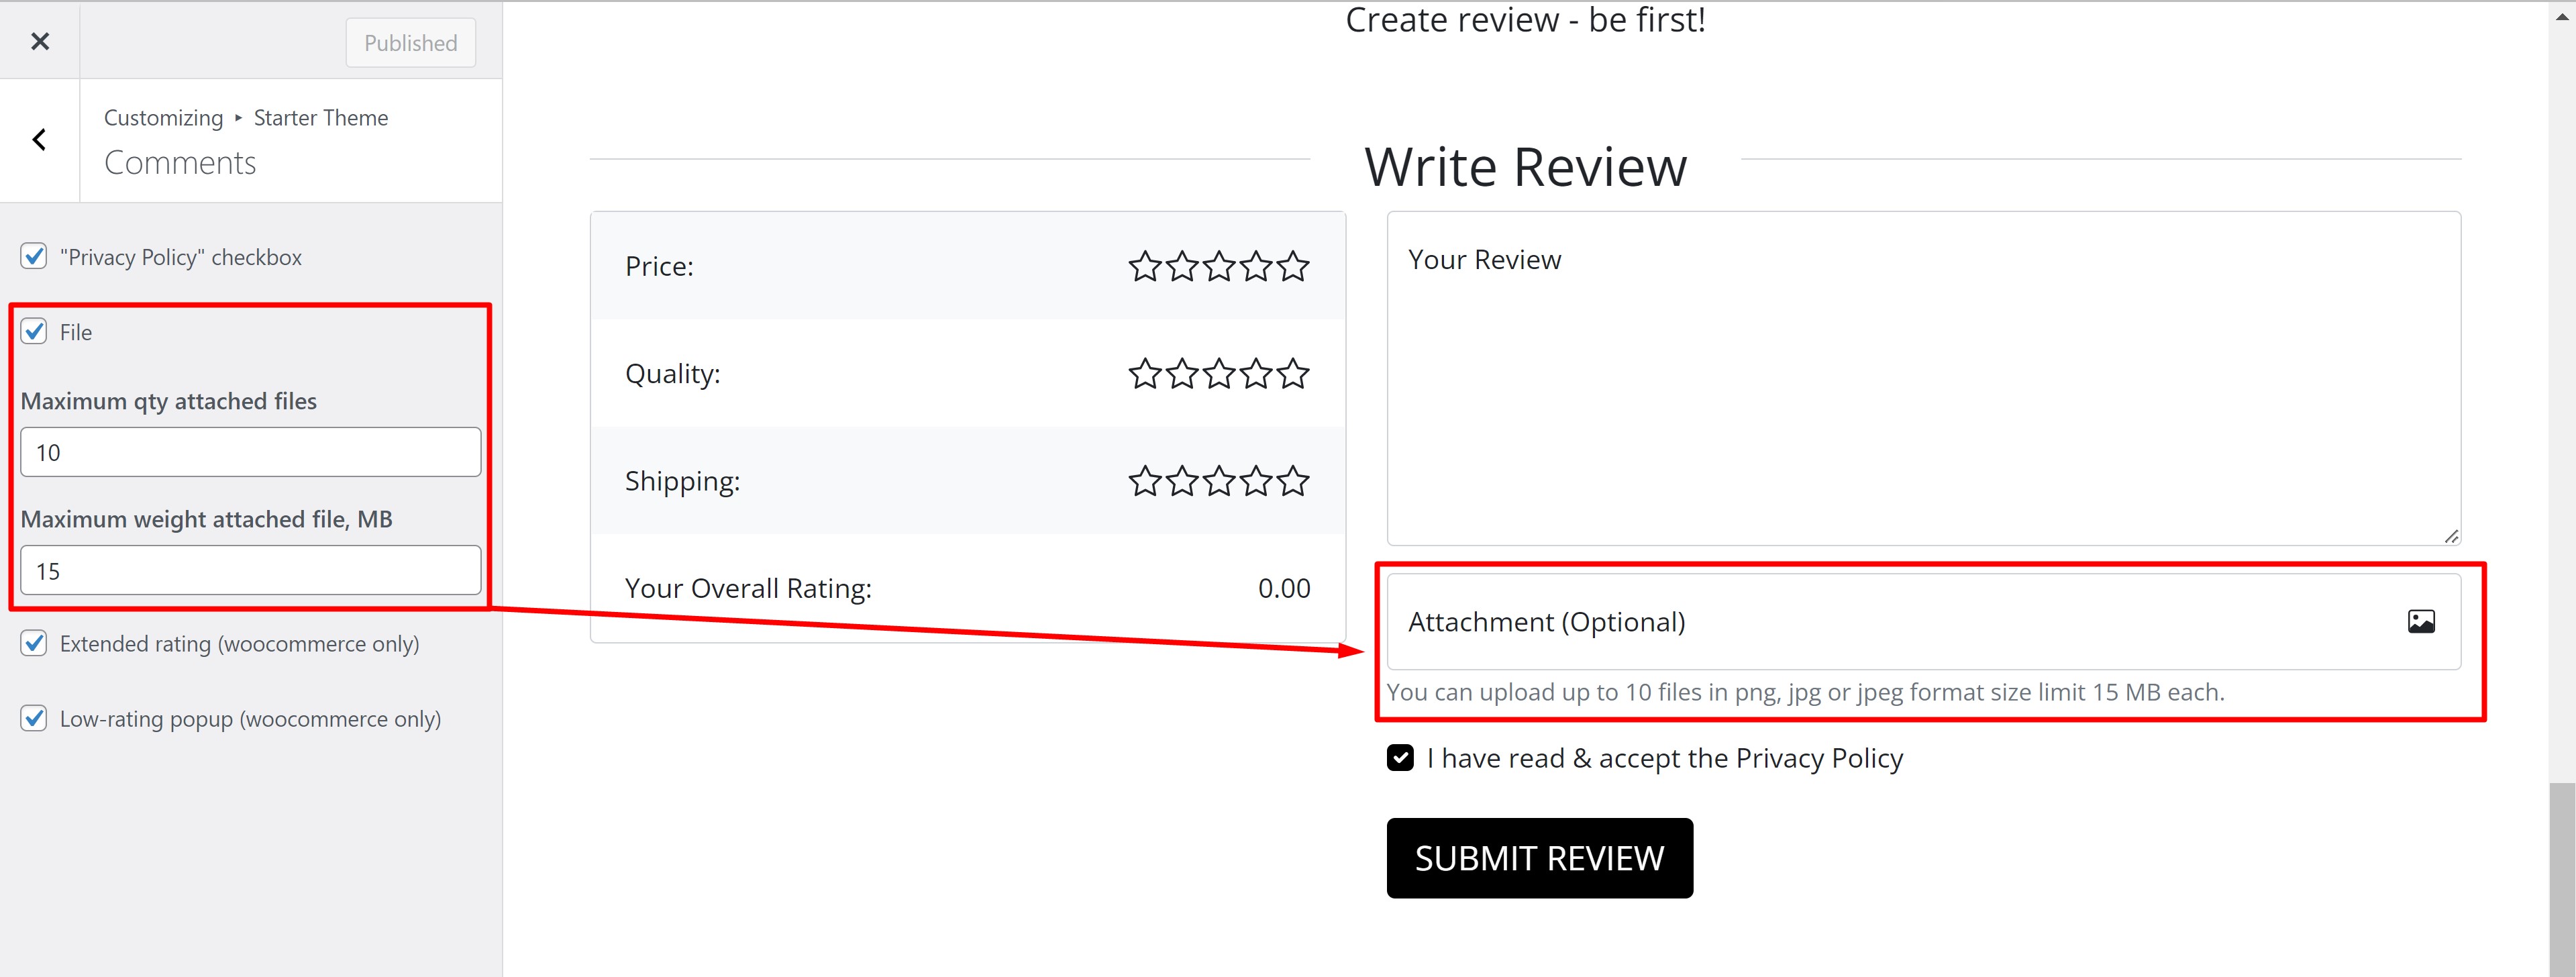 Published
Customizing ▸ Starter Theme
Comments
"Privacy Policy" checkbox
File
Maximum qty attached files
10
Maximum weight attached file, MB
15
Extended rating (woocommerce only)
Low-rating popup (woocommerce only)
Create review - be first!
Write Review
Price:
Quality:
Shipping:
Your Overall Rating: 0.00
Your Review
Attachment (Optional)
You can upload up to 10 files in png, jpg or jpeg format size limit 15 MB each.
I have read & accept the Privacy Policy
SUBMIT REVIEW